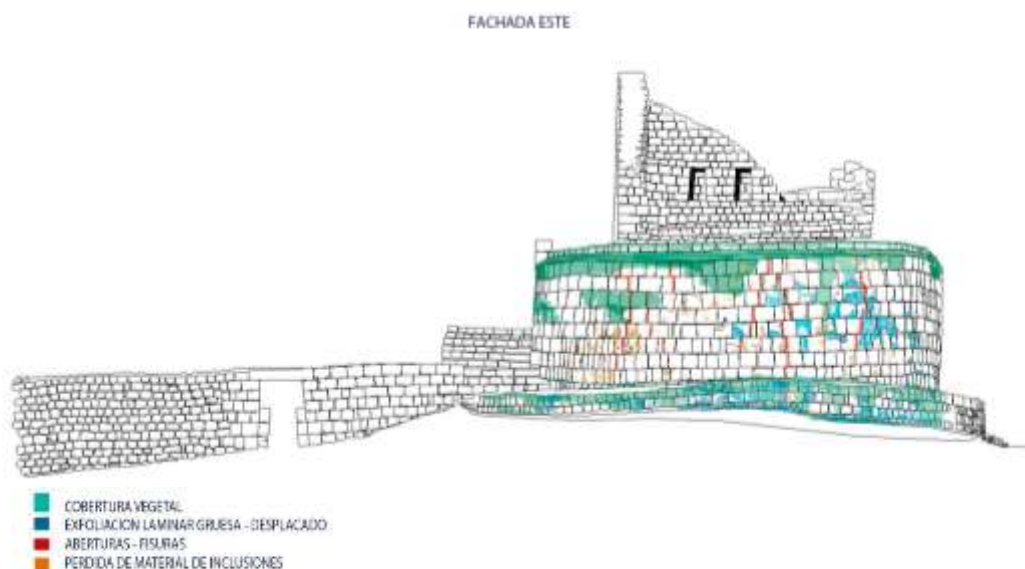 FACHADA ESTE
COBERTURA VEGETAL
EXFOLIACION LAMINAR GRUESA - DESPLACADO
ABERTURAS - FISURAS
PERDIDA DE MATERIAL DE INCLUSIONES